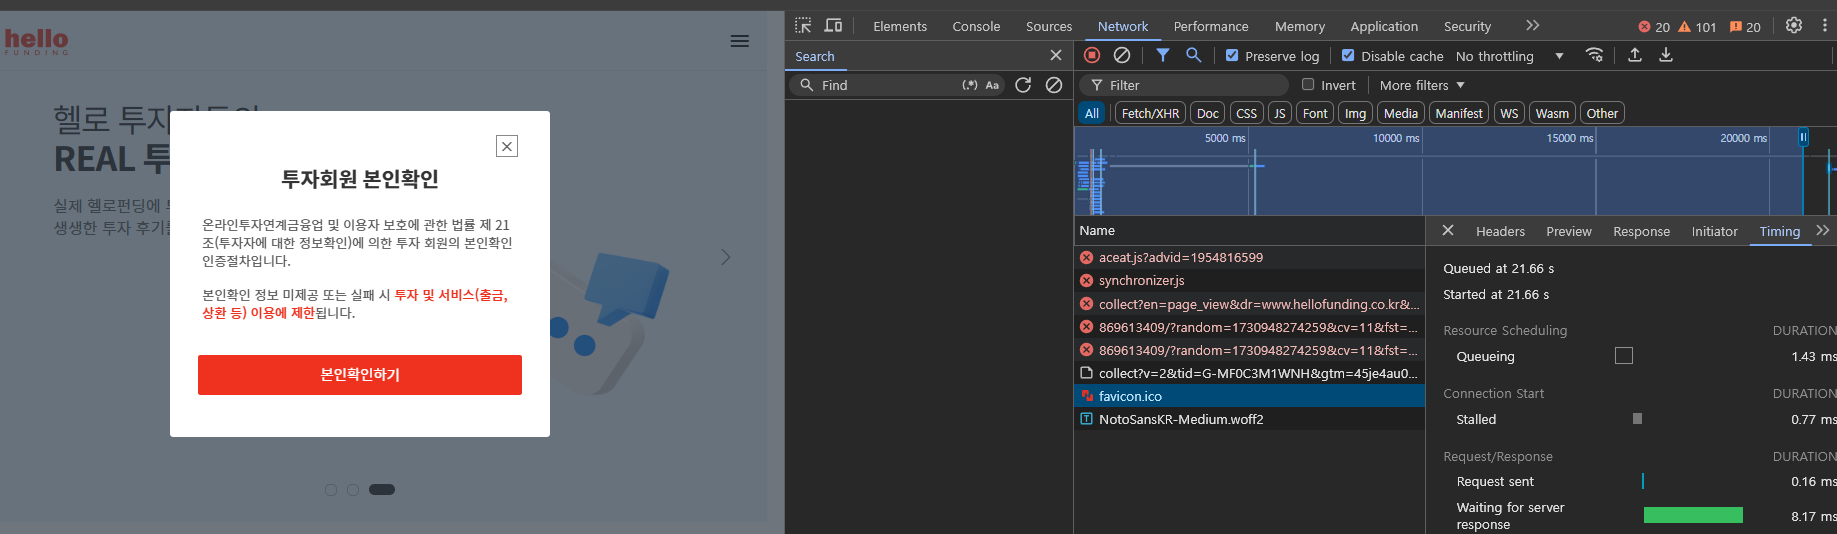 hello
FUNDING
헬로 투자
REAL 투
실제 헬로펀딩에
생생한 투자 후기
투자회원 본인확인
온라인투자연계금융업 및 이용자 보호에 관한 법률 제 21
조(투자자에 대한 정보확인)에 의한 투자 회원의 본인확인
인증절차입니다.
본인확인 정보 미제공 또는 실패 시 투자 및 서비스(출금,
상환 등) 이용에 제한됩니다.
본인확인하기
Elements Console Sources Network Performance Memory Application Security 20 101 20
Search
Find (.*) Aa
Preserve log Disable cache No throttling
Filter Invert More filters
All Fetch/XHR Doc CSS JS Font Img Media Manifest WS Wasm Other
5000 ms 10000 ms 15000 ms 20000 ms
Name
aceat.js?advid=1954816599
synchronizer.js
collect?en=page_view&dr=www.hellofunding.co.kr&...
869613409/?random=1730948274259&cv=11&fst=...
869613409/?random=1730948274259&cv=11&fst=...
collect?v=2&tid=G-MF0C3M1WNH&gtm=45je4au0...
favicon.ico
NotoSansKR-Medium.woff2
Headers Preview Response Initiator Timing
Queued at 21.66 s
Started at 21.66 s
Resource Scheduling DURATION
Queueing 1.43 ms
Connection Start DURATION
Stalled 0.77 ms
Request/Response DURATION
Request sent 0.16 ms
Waiting for server
response 8.17 ms